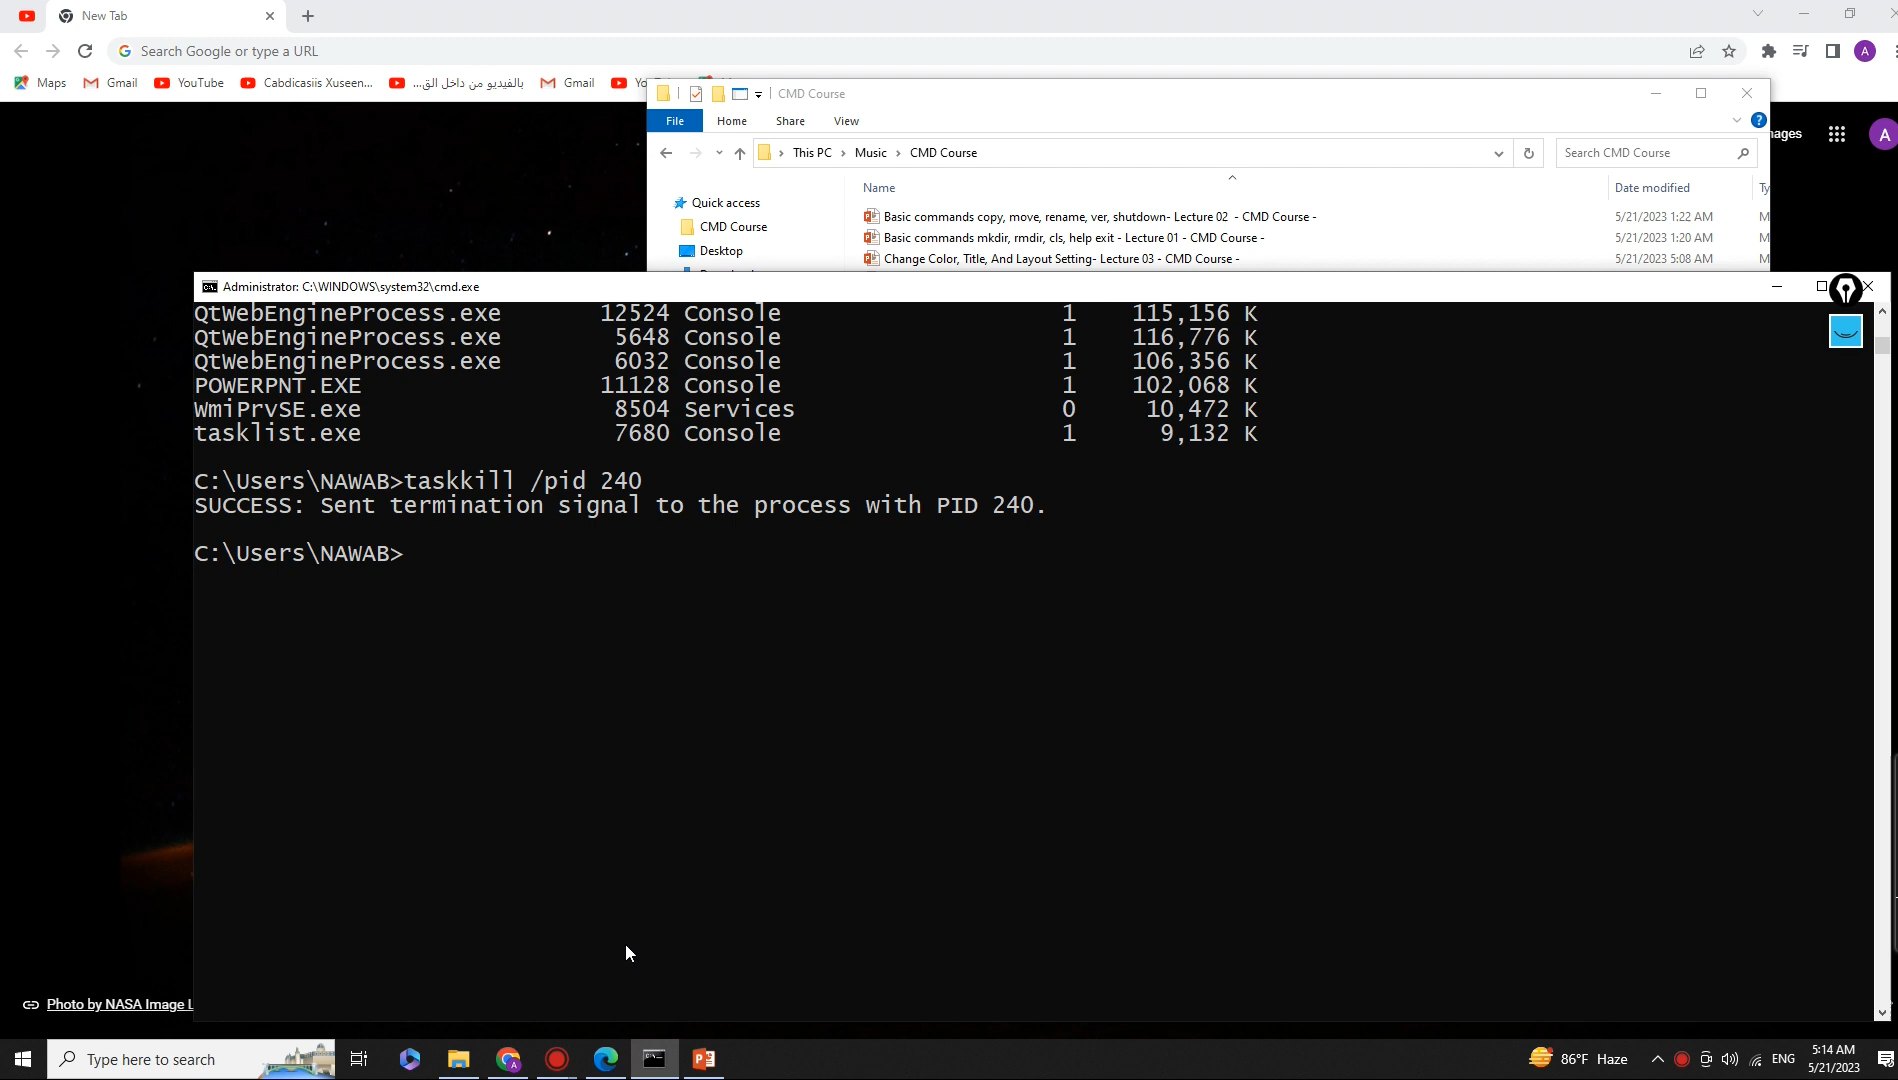 New Tab
Search Google or type a URL
A
Maps
Gmail
YouTube
Cabdicasiis Xuseen...
بالفيديو من داخل الق...
Gmail
CMD Course
File
Home
Share
View
This PC
Music
CMD Course
Search CMD Course
Name
Date modified
Quick access
CMD Course
Desktop
Basic commands copy, move, rename, ver, shutdown- Lecture 02 - CMD Course -
5/21/2023 1:22 AM
Basic commands mkdir, rmdir, cls, help exit - Lecture 01 - CMD Course -
5/21/2023 1:20 AM
Change Color, Title, And Layout Setting- Lecture 03 - CMD Course -
5/21/2023 5:08 AM
A
Administrator: C:\WINDOWS\system32\cmd.exe
QtWebEngineProcess.exe 12524 Console 1 115,156 K
QtWebEngineProcess.exe 5648 Console 1 116,776 K
QtWebEngineProcess.exe 6032 Console 1 106,356 K
POWERPNT.EXE 11128 Console 1 102,068 K
WmiPrvSE.exe 8504 Services 0 10,472 K
tasklist.exe 7680 Console 1 9,132 K
C:\Users\NAWAB>taskkill /pid 240
SUCCESS: Sent termination signal to the process with PID 240.
C:\Users\NAWAB>
Photo by NASA Image L
Type here to search
86°F Haze
ENG
5:14 AM
5/21/2023